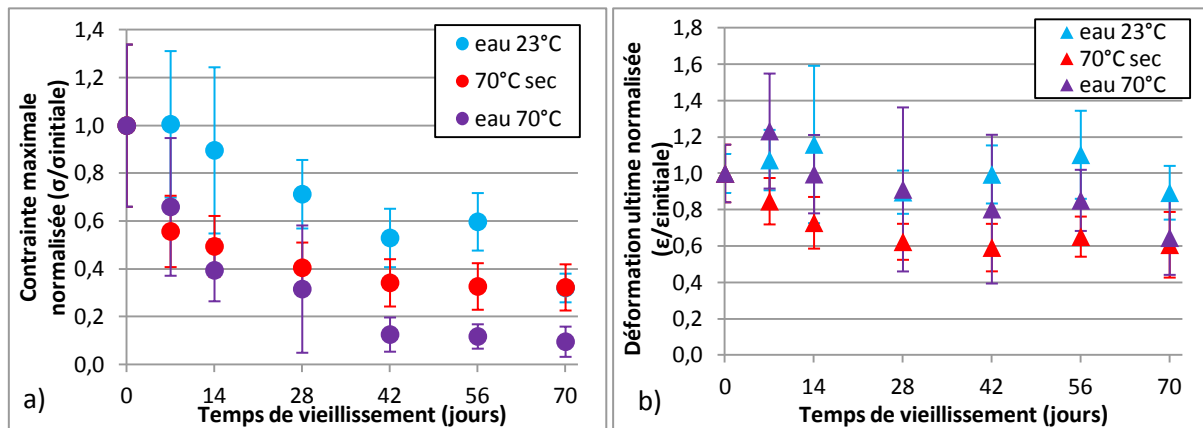 1,4
1,2
1,0
0,8
0,6
0,4
0,2
0,0
Contrainte maximale
normalisée (σ/σinitiale)
eau 23°C
70°C sec
eau 70°C
0 14 28 42 56 70
Temps de vieillissement (jours)
a)
1,8
1,6
1,4
1,2
1,0
0,8
0,6
0,4
0,2
0,0
Déformation ultime normalisée
(ε/εinitiale)
eau 23°C
70°C sec
eau 70°C
0 14 28 42 56 70
Temps de vieillissement (jours)
b)